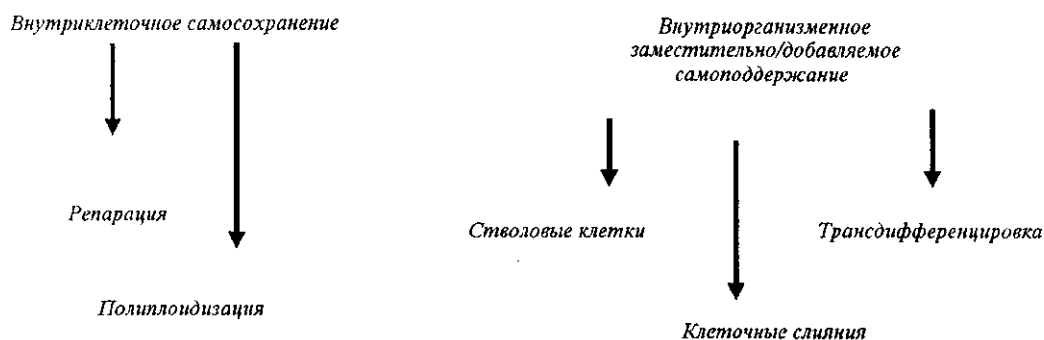 Внутриклеточное самосохранение
Внутриорганизменное
заместительно/добавляемое
самоподдержание
Репарация
Стволовые клетки
Трансдифференцировка
Полиплоидизация
Клеточные слияния